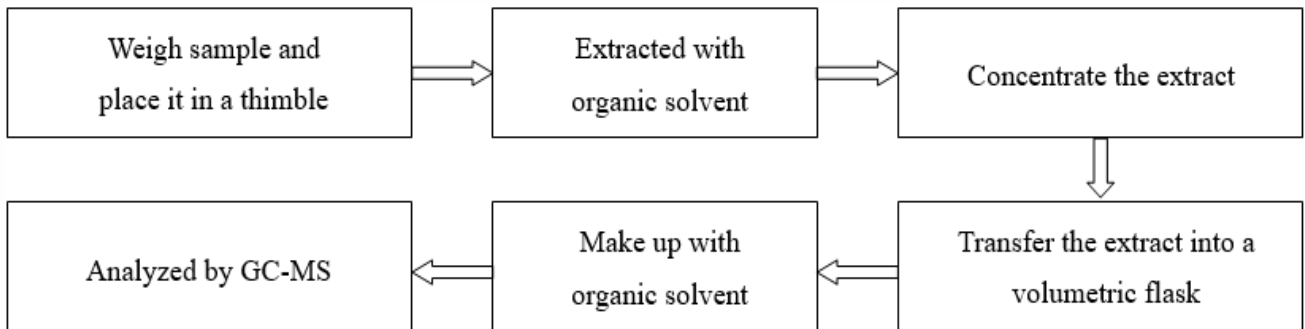 Weigh sample and
place it in a thimble
Extracted with
organic solvent
Concentrate the extract
Transfer the extract into a
volumetric flask
Make up with
organic solvent
Analyzed by GC-MS